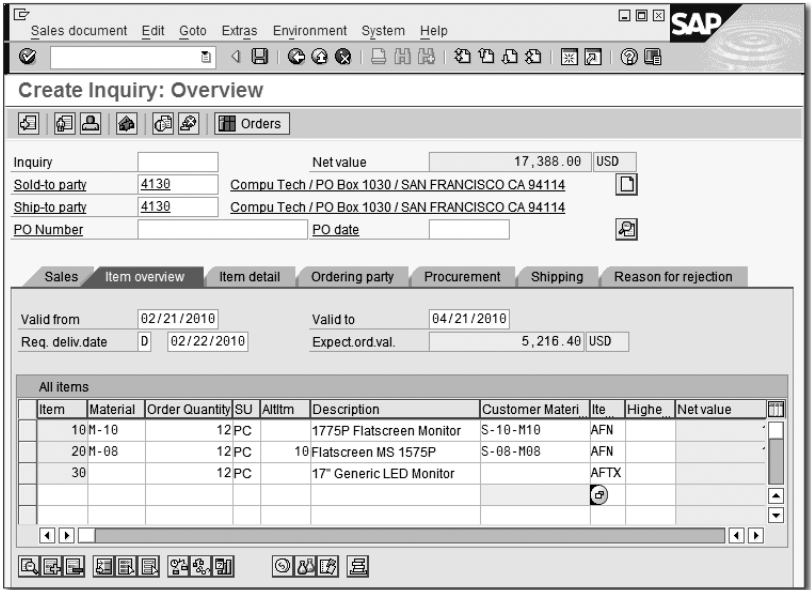 Sales document Edit Goto Extras Environment System Help
SAP
Create Inquiry: Overview
Orders
Inquiry Net value 17,388.00 USD
Sold-to party 4130 Compu Tech / PO Box 1030 / SAN FRANCISCO CA 94114
Ship-to party 4130 Compu Tech / PO Box 1030 / SAN FRANCISCO CA 94114
PO Number PO date
Sales Item overview Item detail Ordering party Procurement Shipping Reason for rejection
Valid from 02/21/2010 Valid to 04/21/2010
Req. deliv.date D 02/22/2010 Expect.ord.val. 5,216.40 USD
All items
Item Material Order Quantity SU AltItm Description Customer Materi... Ite... Highe... Net value
10 M-10 12 PC 1775P Flatscreen Monitor S-10-M10 AFN
20 M-08 12 PC 10 Flatscreen MS 1575P S-08-M08 AFN
30 12 PC 17" Generic LED Monitor AFTX